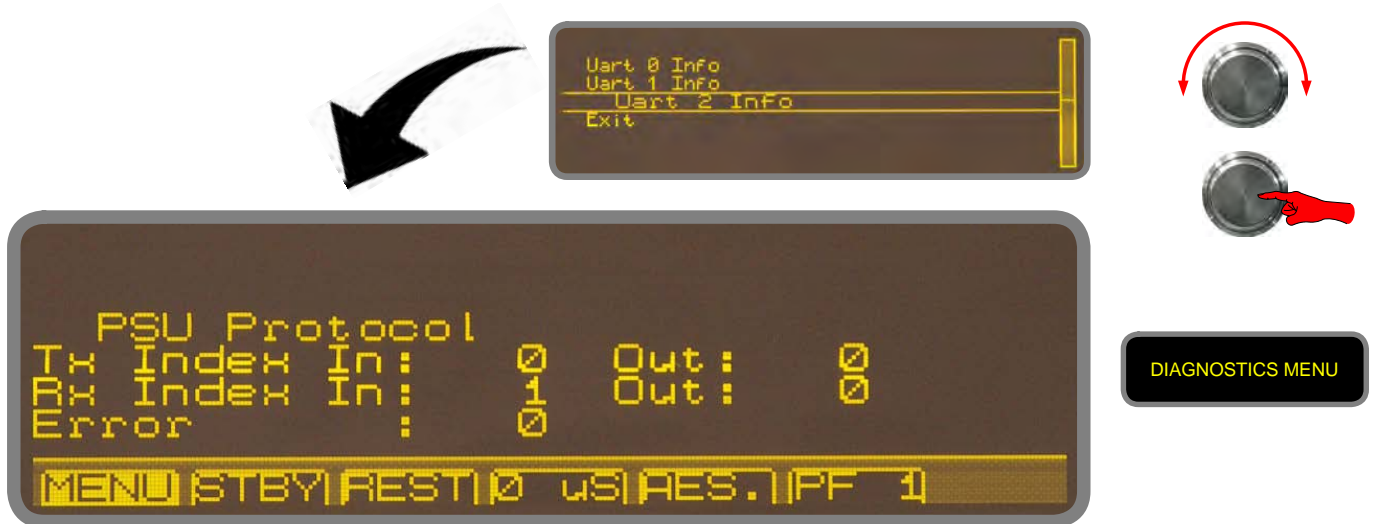 Uart 0 Info
Uart 1 Info
Uart 2 Info
Exit
PSU Protocol
Tx Index In: 0 Out: 0
Rx Index In: 1 Out: 0
Error : 0
MENU STBY REST 0 uS AES. PF 1
DIAGNOSTICS MENU